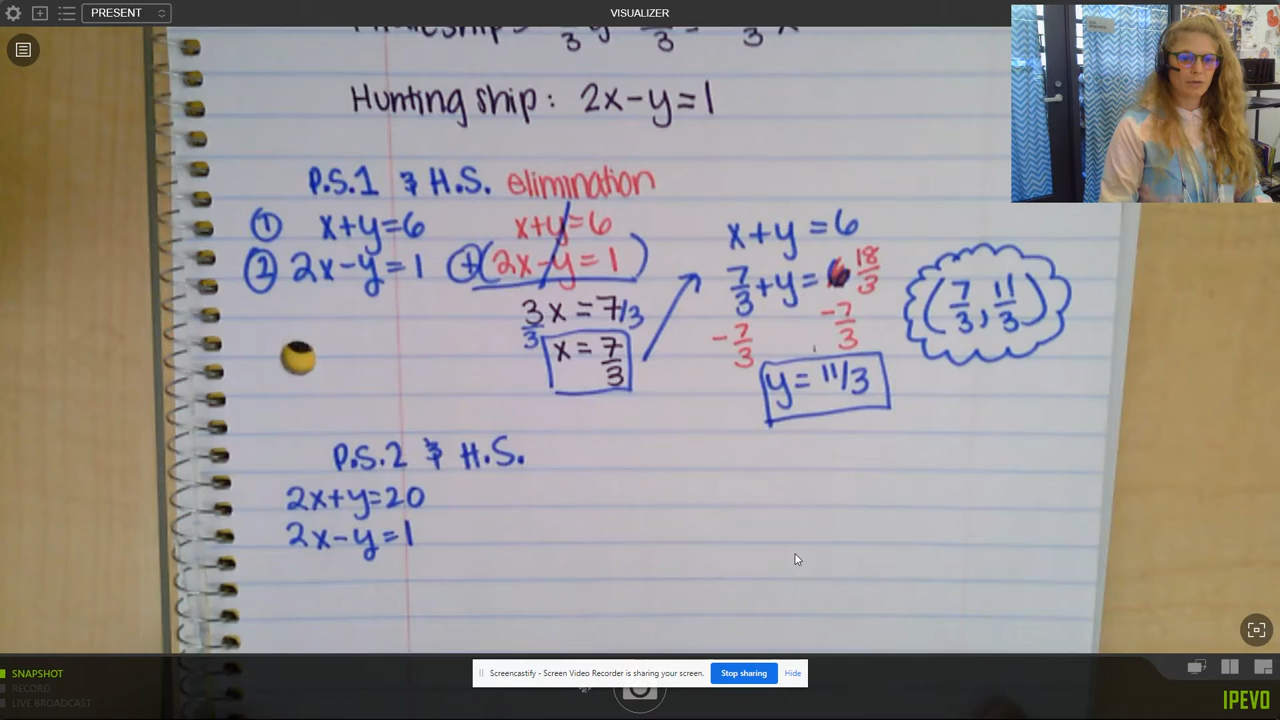 PRESENT
VISUALIZER
Hunting ship: 2x-y=1
P.S.1 & H.S. elimination
① x+y=6
② 2x-y=1
x+y=6
+(2x-y=1)
3/3 x = 7/3
x = 7/3
x+y=6
7/3+y= 18/3
-7/3 -7/3
y= 11/3
(7/3, 11/3)
P.S.2 & H.S.
2x+y=20
2x-y=1
Screencastify - Screen Video Recorder is sharing your screen.
Stop sharing
Hide
SNAPSHOT
RECORD
LIVE BROADCAST
IPEVO